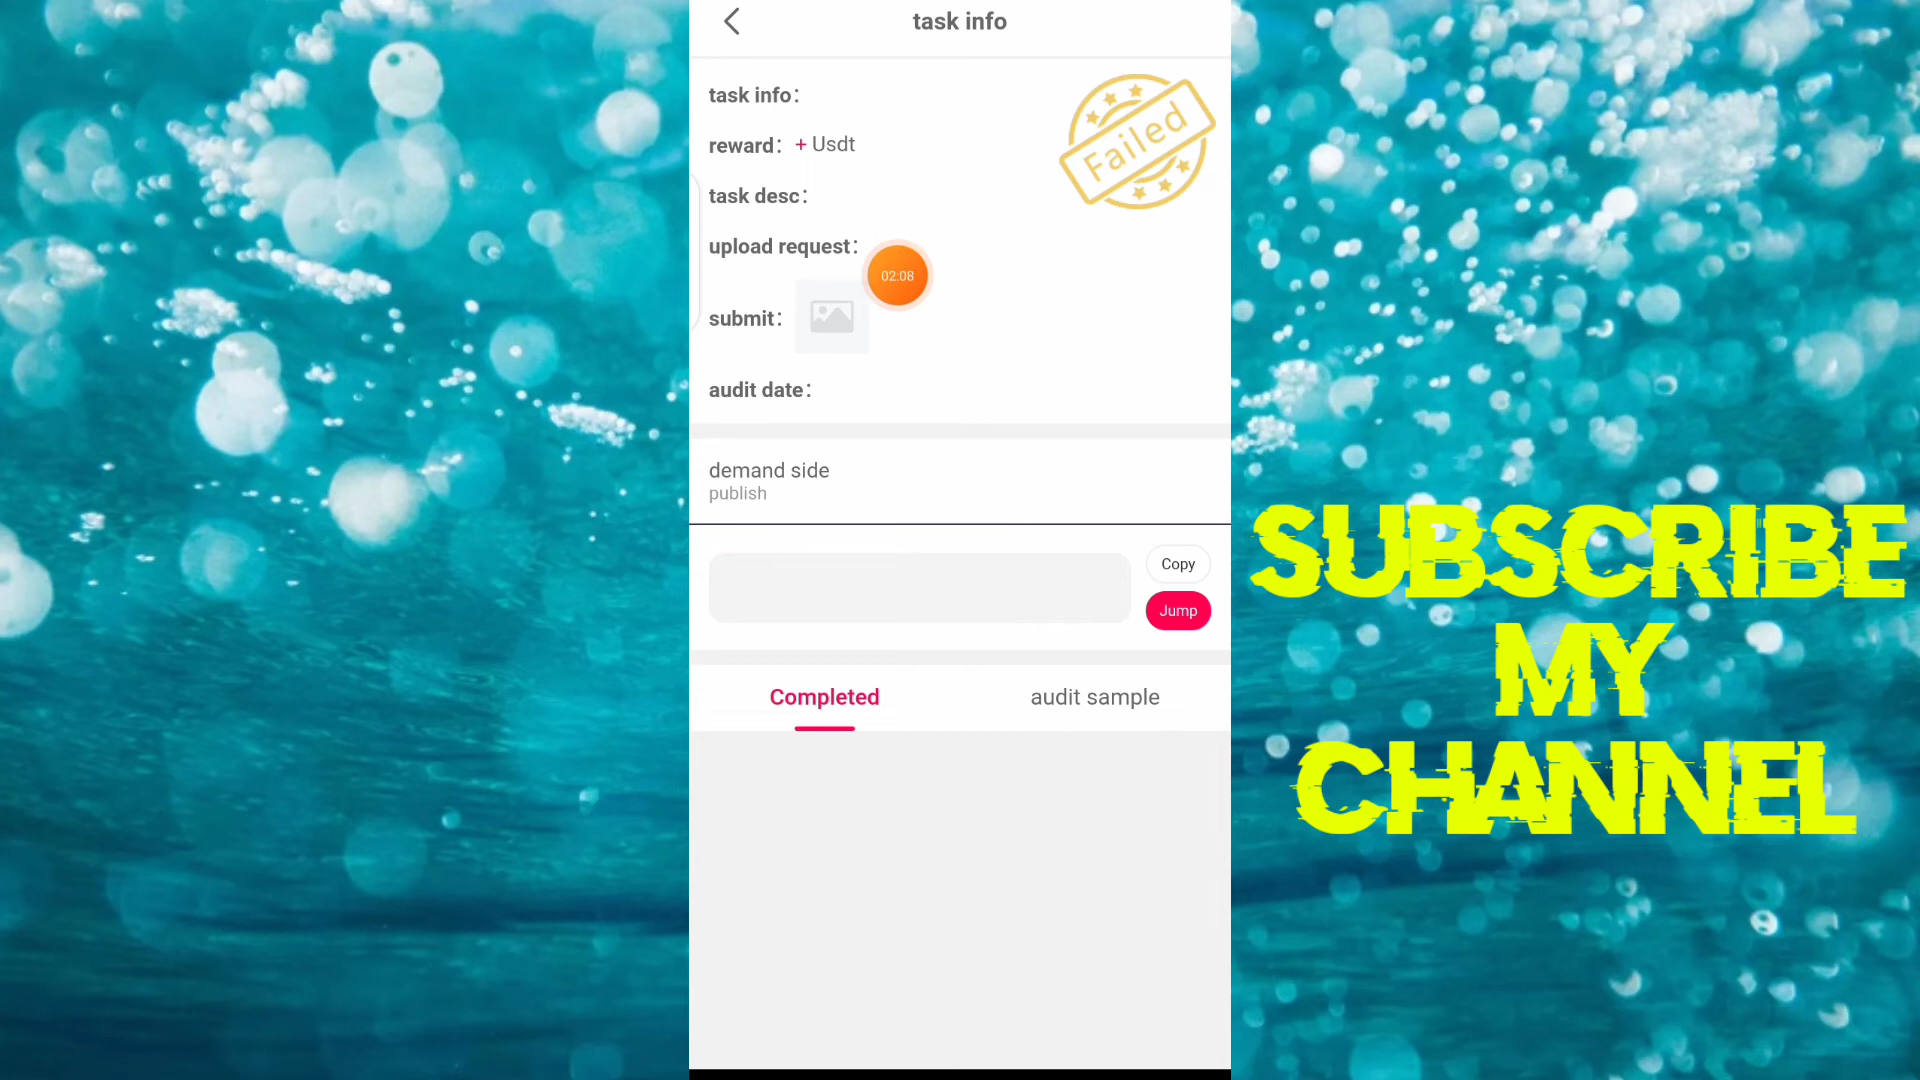 task info
task info:
Failed
reward: + Usdt
task desc:
upload request:
02:08
submit:
audit date:
demand side
publish
Copy
Jump
Completed
audit sample
SUBSCRIBE
MY
CHANNEL